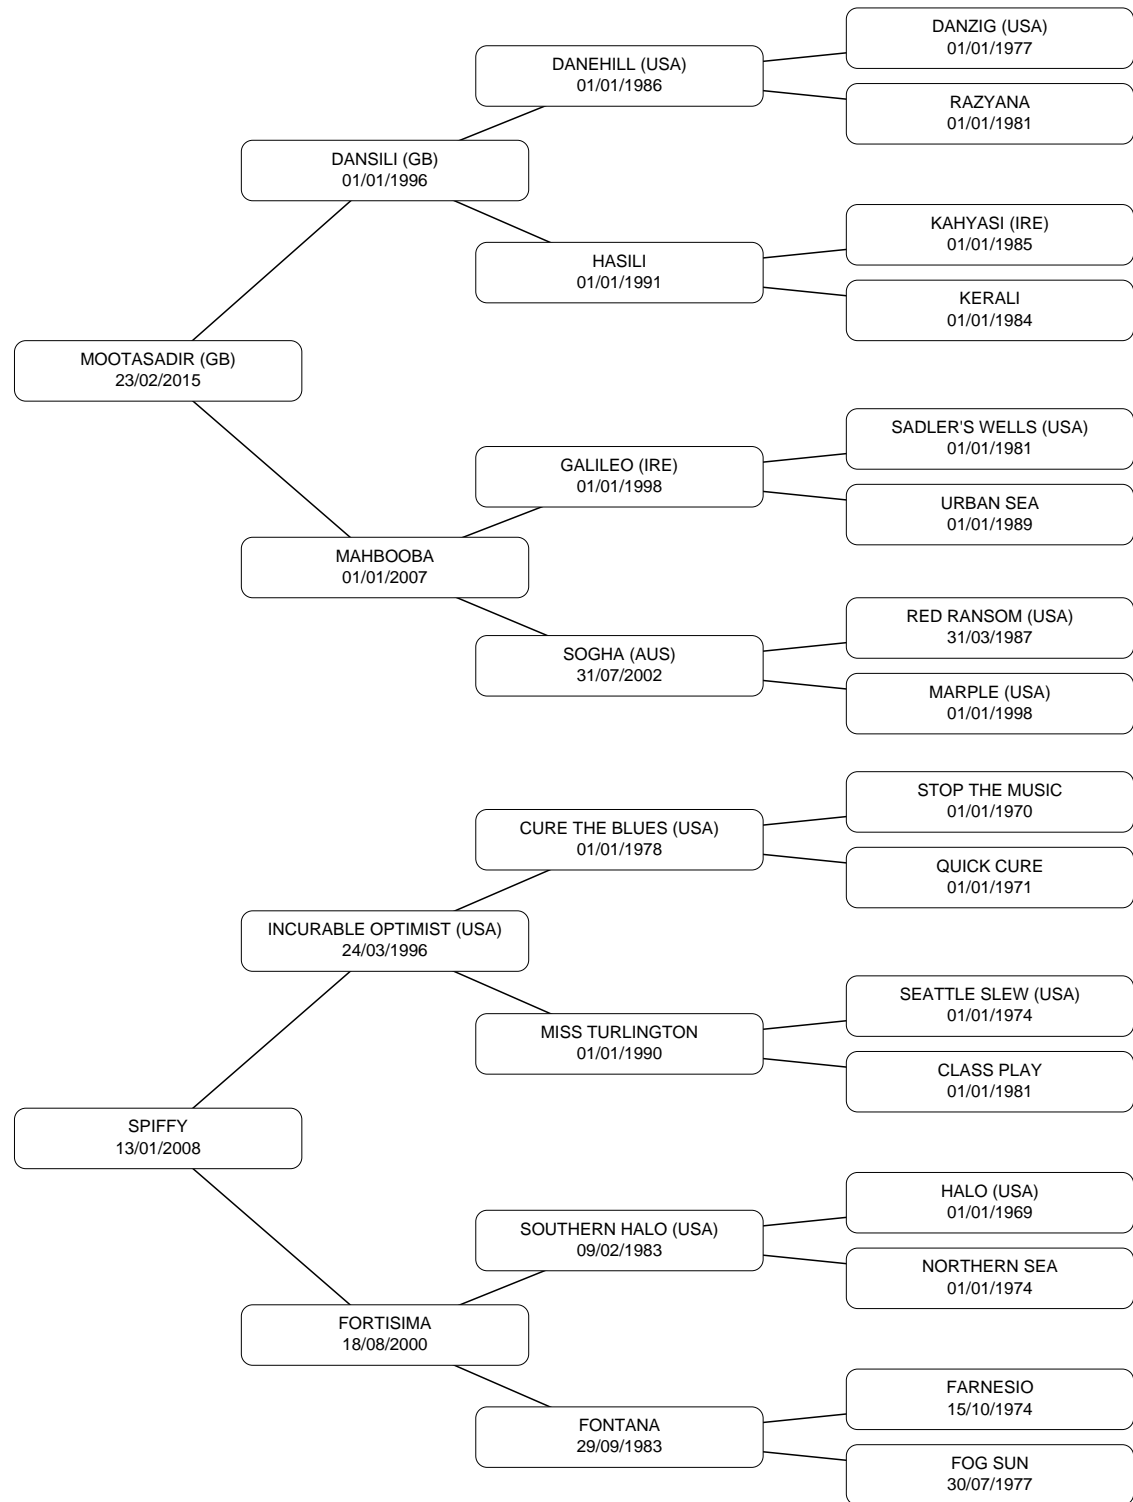 DANZIG (USA)
01/01/1977
DANEHILL (USA)
01/01/1986
RAZYANA
01/01/1981
DANSILI (GB)
01/01/1996
KAHYASI (IRE)
01/01/1985
HASILI
01/01/1991
KERALI
01/01/1984
MOOTASADIR (GB)
23/02/2015
SADLER'S WELLS (USA)
01/01/1981
GALILEO (IRE)
01/01/1998
URBAN SEA
01/01/1989
MAHBOOBA
01/01/2007
RED RANSOM (USA)
31/03/1987
SOGHA (AUS)
31/07/2002
MARPLE (USA)
01/01/1998
STOP THE MUSIC
01/01/1970
CURE THE BLUES (USA)
01/01/1978
QUICK CURE
01/01/1971
INCURABLE OPTIMIST (USA)
24/03/1996
SEATTLE SLEW (USA)
01/01/1974
MISS TURLINGTON
01/01/1990
CLASS PLAY
01/01/1981
SPIFFY
13/01/2008
HALO (USA)
01/01/1969
SOUTHERN HALO (USA)
09/02/1983
NORTHERN SEA
01/01/1974
FORTISIMA
18/08/2000
FARNESIO
15/10/1974
FONTANA
29/09/1983
FOG SUN
30/07/1977